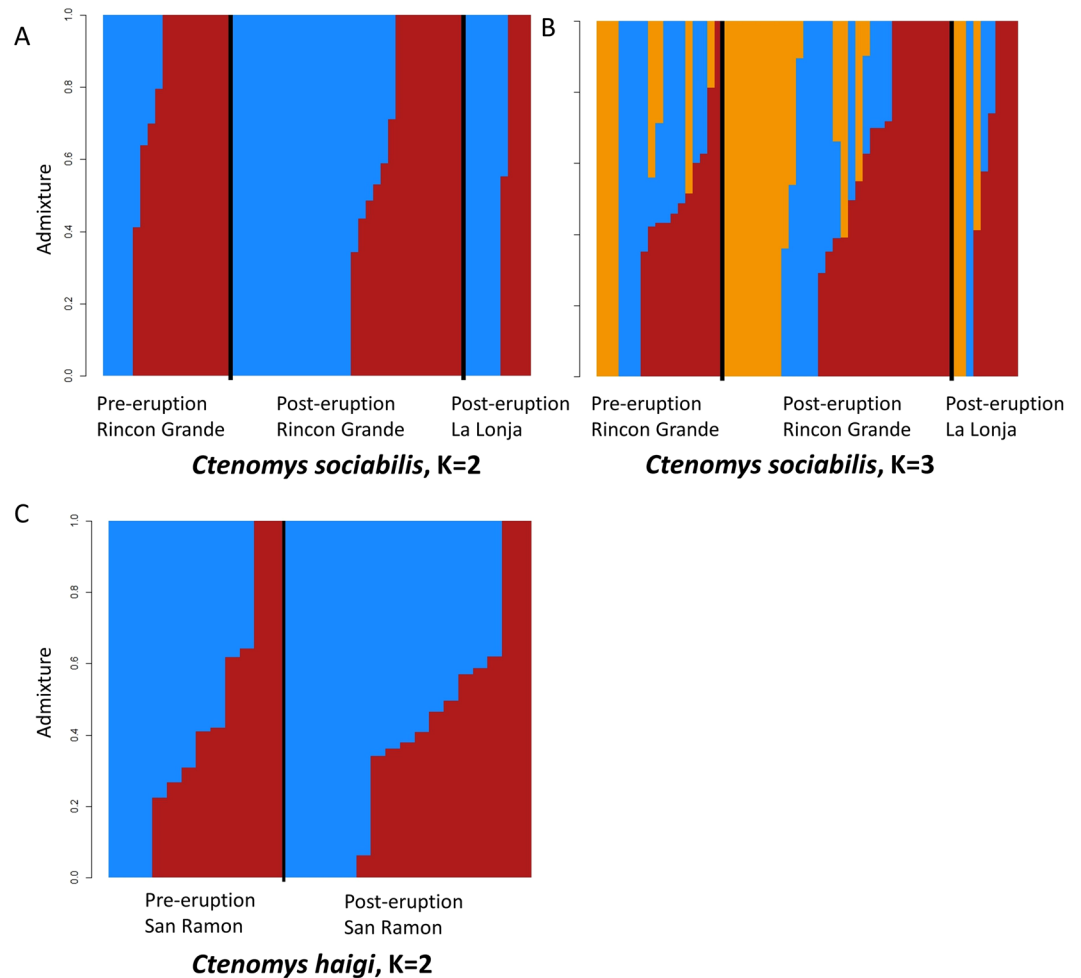 A
B
Admixture
1.0
0.8
0.6
0.4
0.2
0.0
Pre-eruption
Rincon Grande
Post-eruption
Rincon Grande
Post-eruption
La Lonja
Ctenomys sociabilis, K=2
Pre-eruption
Rincon Grande
Post-eruption
Rincon Grande
Post-eruption
La Lonja
Ctenomys sociabilis, K=3
C
Admixture
1.0
0.8
0.6
0.4
0.2
0.0
Pre-eruption
San Ramon
Post-eruption
San Ramon
Ctenomys haigi, K=2